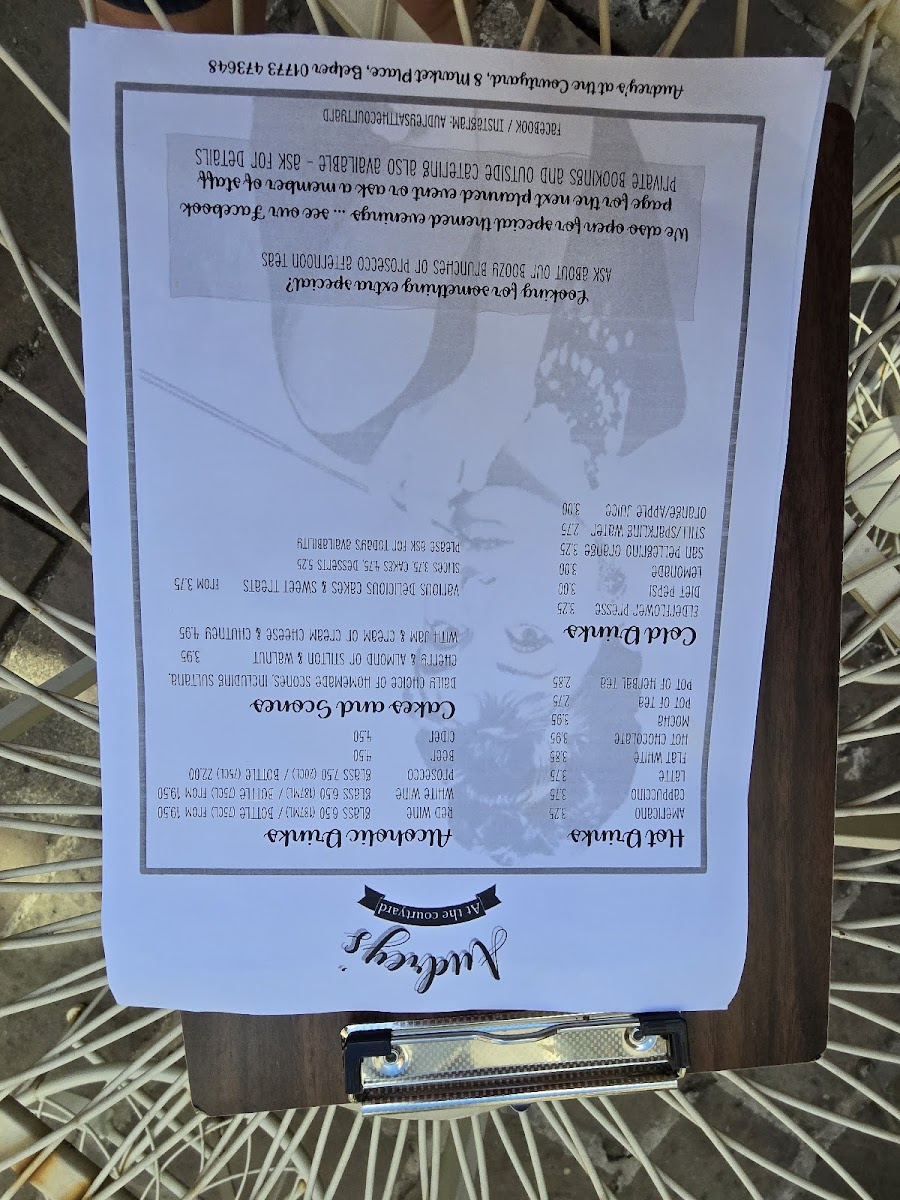 Audrey's
At the courtyard
Hot Drinks
Americano 3.25
Cappuccino 3.75
Latte 3.75
Flat White 3.85
Hot Chocolate 3.95
Mocha 3.95
Pot of Tea 2.75
Pot of Herbal Tea 2.85
Cold Drinks
Elderflower Presse 3.25
Diet Pepsi 3.00
Lemonade 3.00
San Pellegrino Orange 3.25
Still/Sparkling Water 2.75
Orange/Apple Juice 3.00
Alcoholic Drinks
Red Wine Glass 6.50 (187ml) / Bottle (75cl) from 19.50
White Wine Glass 6.50 (187ml) / Bottle (75cl) from 19.50
Prosecco Glass 7.50 (20cl) / Bottle (75cl) 22.00
Beer 4.50
Cider 4.50
Cakes and Scones
Daily choice of homemade scones, including sultana,
cherry & almond or stilton & walnut 3.95
with jam & cream or cream cheese & chutney 4.95
Various delicious cakes & sweet treats from 3.75
Slices 3.75, Cakes 4.75, Desserts 5.25
Please ask for todays availability
Looking for something extra special?
Ask about our Boozy Brunches or Prosecco Afternoon Teas
We also open for special themed evenings ... see our Facebook
page for the next planned event or ask a member of staff
Private bookings and outside catering also available - ask for details
Facebook / Instagram: audreysatthecourtyard
Audrey's at the Courtyard, 8 Market Place, Belper 01773 473648